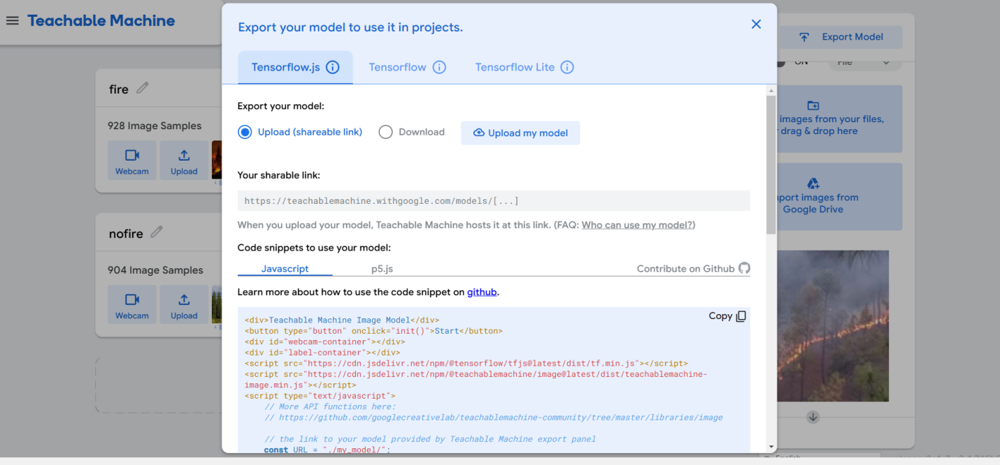 Teachable Machine
fire
928 Image Samples
Webcam
Upload
nofire
904 Image Samples
Webcam
Upload
Export your model to use it in projects.
Tensorflow.js
Tensorflow
Tensorflow Lite
Export your model:
Upload (shareable link)
Download
Upload my model
Your sharable link:
https://teachablemachine.withgoogle.com/models/[...]
When you upload your model, Teachable Machine hosts it at this link. (FAQ: Who can use my model?)
Code snippets to use your model:
Javascript
p5.js
Contribute on Github
Learn more about how to use the code snippet on github.
Copy
<div>Teachable Machine Image Model</div>
<button type="button" onclick="init()">Start</button>
<div id="webcam-container"></div>
<div id="label-container"></div>
<script src="https://cdn.jsdelivr.net/npm/@tensorflow/tfjs@latest/dist/tf.min.js"></script>
<script src="https://cdn.jsdelivr.net/npm/@teachablemachine/image@latest/dist/teachablemachine-
image.min.js"></script>
<script type="text/javascript">
// More API functions here:
// https://github.com/googlecreativelab/teachablemachine-community/tree/master/libraries/image
// the link to your model provided by Teachable Machine export panel
const URL = "./my_model/";
Export Model
ON
File
images from your files,
drag & drop here
port images from
Google Drive
English